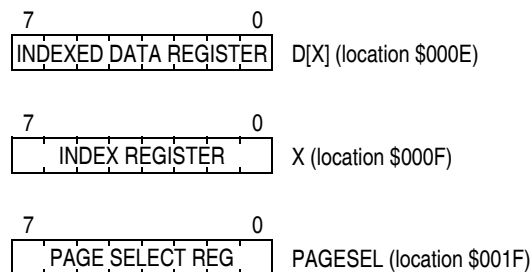 7 0
INDEXED DATA REGISTER D[X] (location $000E)
7 0
INDEX REGISTER X (location $000F)
7 0
PAGE SELECT REG PAGESEL (location $001F)